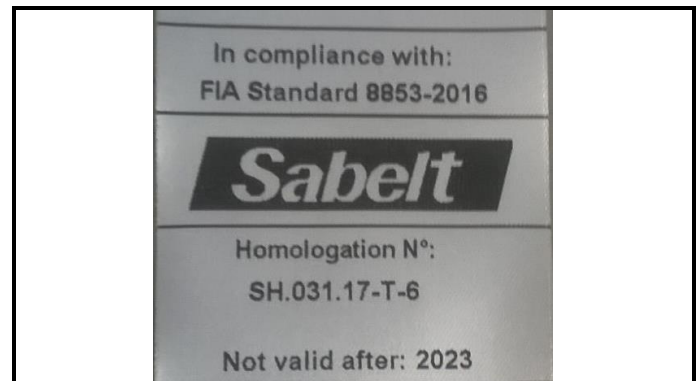 In compliance with:
FIA Standard 8853-2016
Sabelt
Homologation N°:
SH.031.17-T-6
Not valid after: 2023